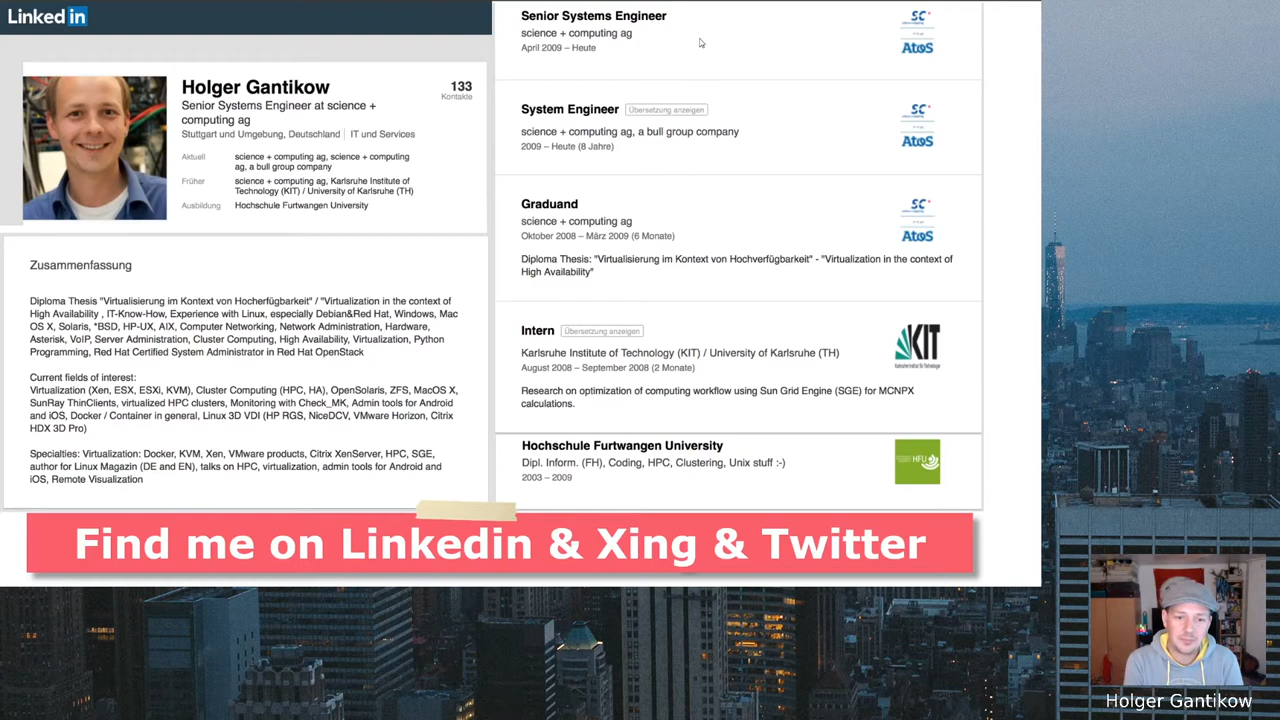 Linked in
Holger Gantikow
133
Kontakte
Senior Systems Engineer at science +
computing ag
Stuttgart und Umgebung, Deutschland | IT und Services
Aktuell science + computing ag, science + computing
ag, a bull group company
Früher science + computing ag, Karlsruhe Institute of
Technology (KIT) / University of Karlsruhe (TH)
Ausbildung Hochschule Furtwangen University
Zusammenfassung
Diploma Thesis "Virtualisierung im Kontext von Hocherfügbarkeit" / "Virtualization in the context of
High Availability , IT-Know-How, Experience with Linux, especially Debian&Red Hat, Windows, Mac
OS X, Solaris, *BSD, HP-UX, AIX, Computer Networking, Network Administration, Hardware,
Asterisk, VoIP, Server Administration, Cluster Computing, High Availability, Virtualization, Python
Programming, Red Hat Certified System Administrator in Red Hat OpenStack
Current fields of interest:
Virtualization (Xen, ESX, ESXi, KVM), Cluster Computing (HPC, HA), OpenSolaris, ZFS, MacOS X,
SunRay ThinClients, virtualized HPC clusters, Monitoring with Check_MK, Admin tools for Android
and iOS, Docker / Container in general, Linux 3D VDI (HP RGS, NiceDCV, VMware Horizon, Citrix
HDX 3D Pro)
Specialties: Virtualization: Docker, KVM, Xen, VMware products, Citrix XenServer, HPC, SGE,
author for Linux Magazin (DE and EN), talks on HPC, virtualization, admin tools for Android and
iOS, Remote Visualization
Senior Systems Engineer
science + computing ag
April 2009 – Heute
SC
Atos
System Engineer Übersetzung anzeigen
science + computing ag, a bull group company
2009 – Heute (8 Jahre)
SC
Atos
Graduand
science + computing ag
Oktober 2008 – März 2009 (6 Monate)
SC
Atos
Diploma Thesis: "Virtualisierung im Kontext von Hochverfügbarkeit" - "Virtualization in the context of
High Availability"
Intern Übersetzung anzeigen
Karlsruhe Institute of Technology (KIT) / University of Karlsruhe (TH)
August 2008 – September 2008 (2 Monate)
KIT
Research on optimization of computing workflow using Sun Grid Engine (SGE) for MCNPX
calculations.
Hochschule Furtwangen University
Dipl. Inform. (FH), Coding, HPC, Clustering, Unix stuff :-)
2003 – 2009
HFU
Find me on Linkedin & Xing & Twitter
Holger Gantikow